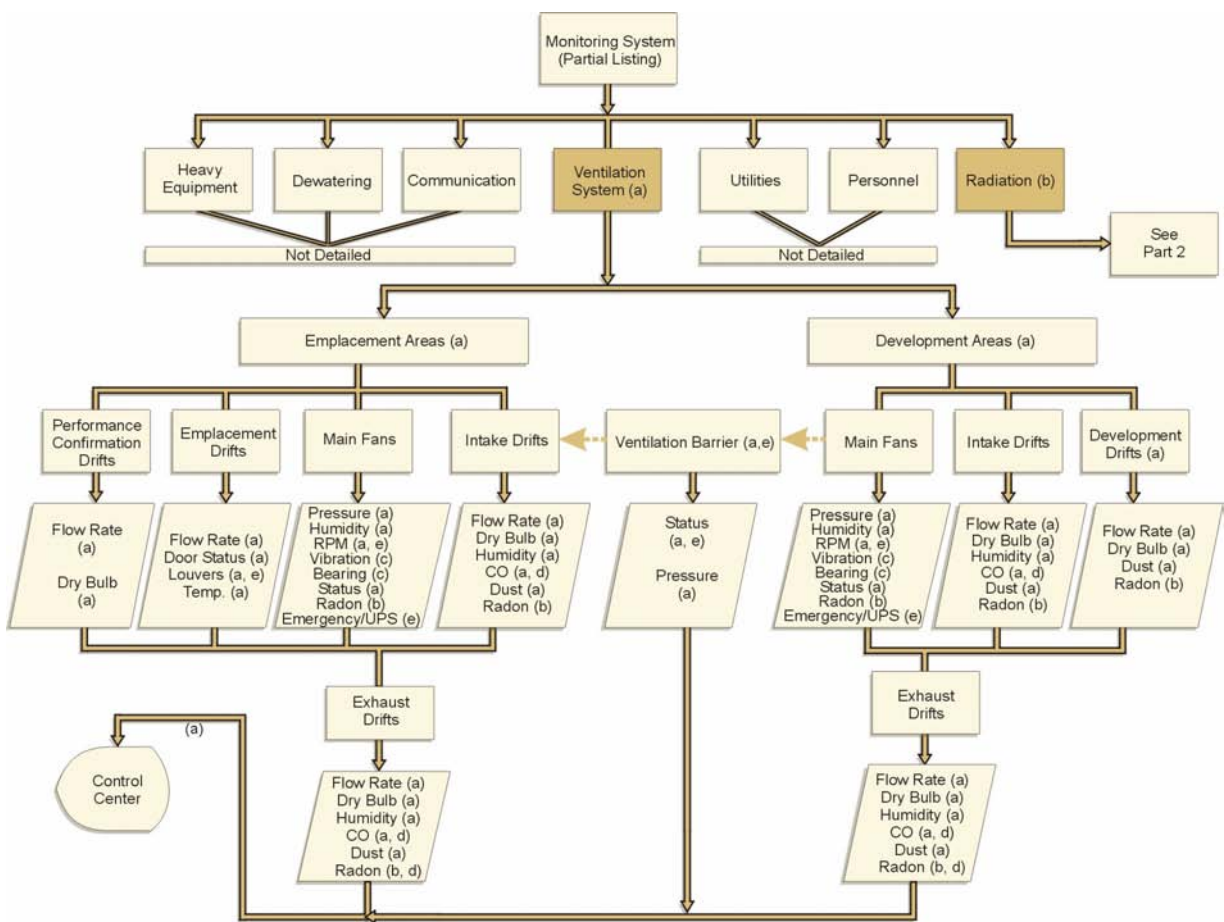 Monitoring System
(Partial Listing)
Heavy
Equipment
Dewatering
Communication
Ventilation
System (a)
Utilities
Personnel
Radiation (b)
Not Detailed
Not Detailed
See
Part 2
Emplacement Areas (a)
Development Areas (a)
Performance
Confirmation
Drifts
Emplacement
Drifts
Main Fans
Intake Drifts
Ventilation Barrier (a,e)
Main Fans
Intake Drifts
Development
Drifts (a)
Flow Rate
(a)
Dry Bulb
(a)
Flow Rate (a)
Door Status (a)
Louvers (a, e)
Temp. (a)
Pressure (a)
Humidity (a)
RPM (a, e)
Vibration (c)
Bearing (c)
Status (a)
Radon (b)
Emergency/UPS (e)
Flow Rate (a)
Dry Bulb (a)
Humidity (a)
CO (a, d)
Dust (a)
Radon (b)
Status
(a, e)
Pressure
(a)
Pressure (a)
Humidity (a)
RPM (a, e)
Vibration (c)
Bearing (c)
Status (a)
Radon (b)
Emergency/UPS (e)
Flow Rate (a)
Dry Bulb (a)
Humidity (a)
CO (a, d)
Dust (a)
Radon (b)
Flow Rate (a)
Dry Bulb (a)
Dust (a)
Radon (b)
Exhaust
Drifts
Exhaust
Drifts
(a)
Control
Center
Flow Rate (a)
Dry Bulb (a)
Humidity (a)
CO (a, d)
Dust (a)
Radon (b, d)
Flow Rate (a)
Dry Bulb (a)
Humidity (a)
CO (a, d)
Dust (a)
Radon (b, d)